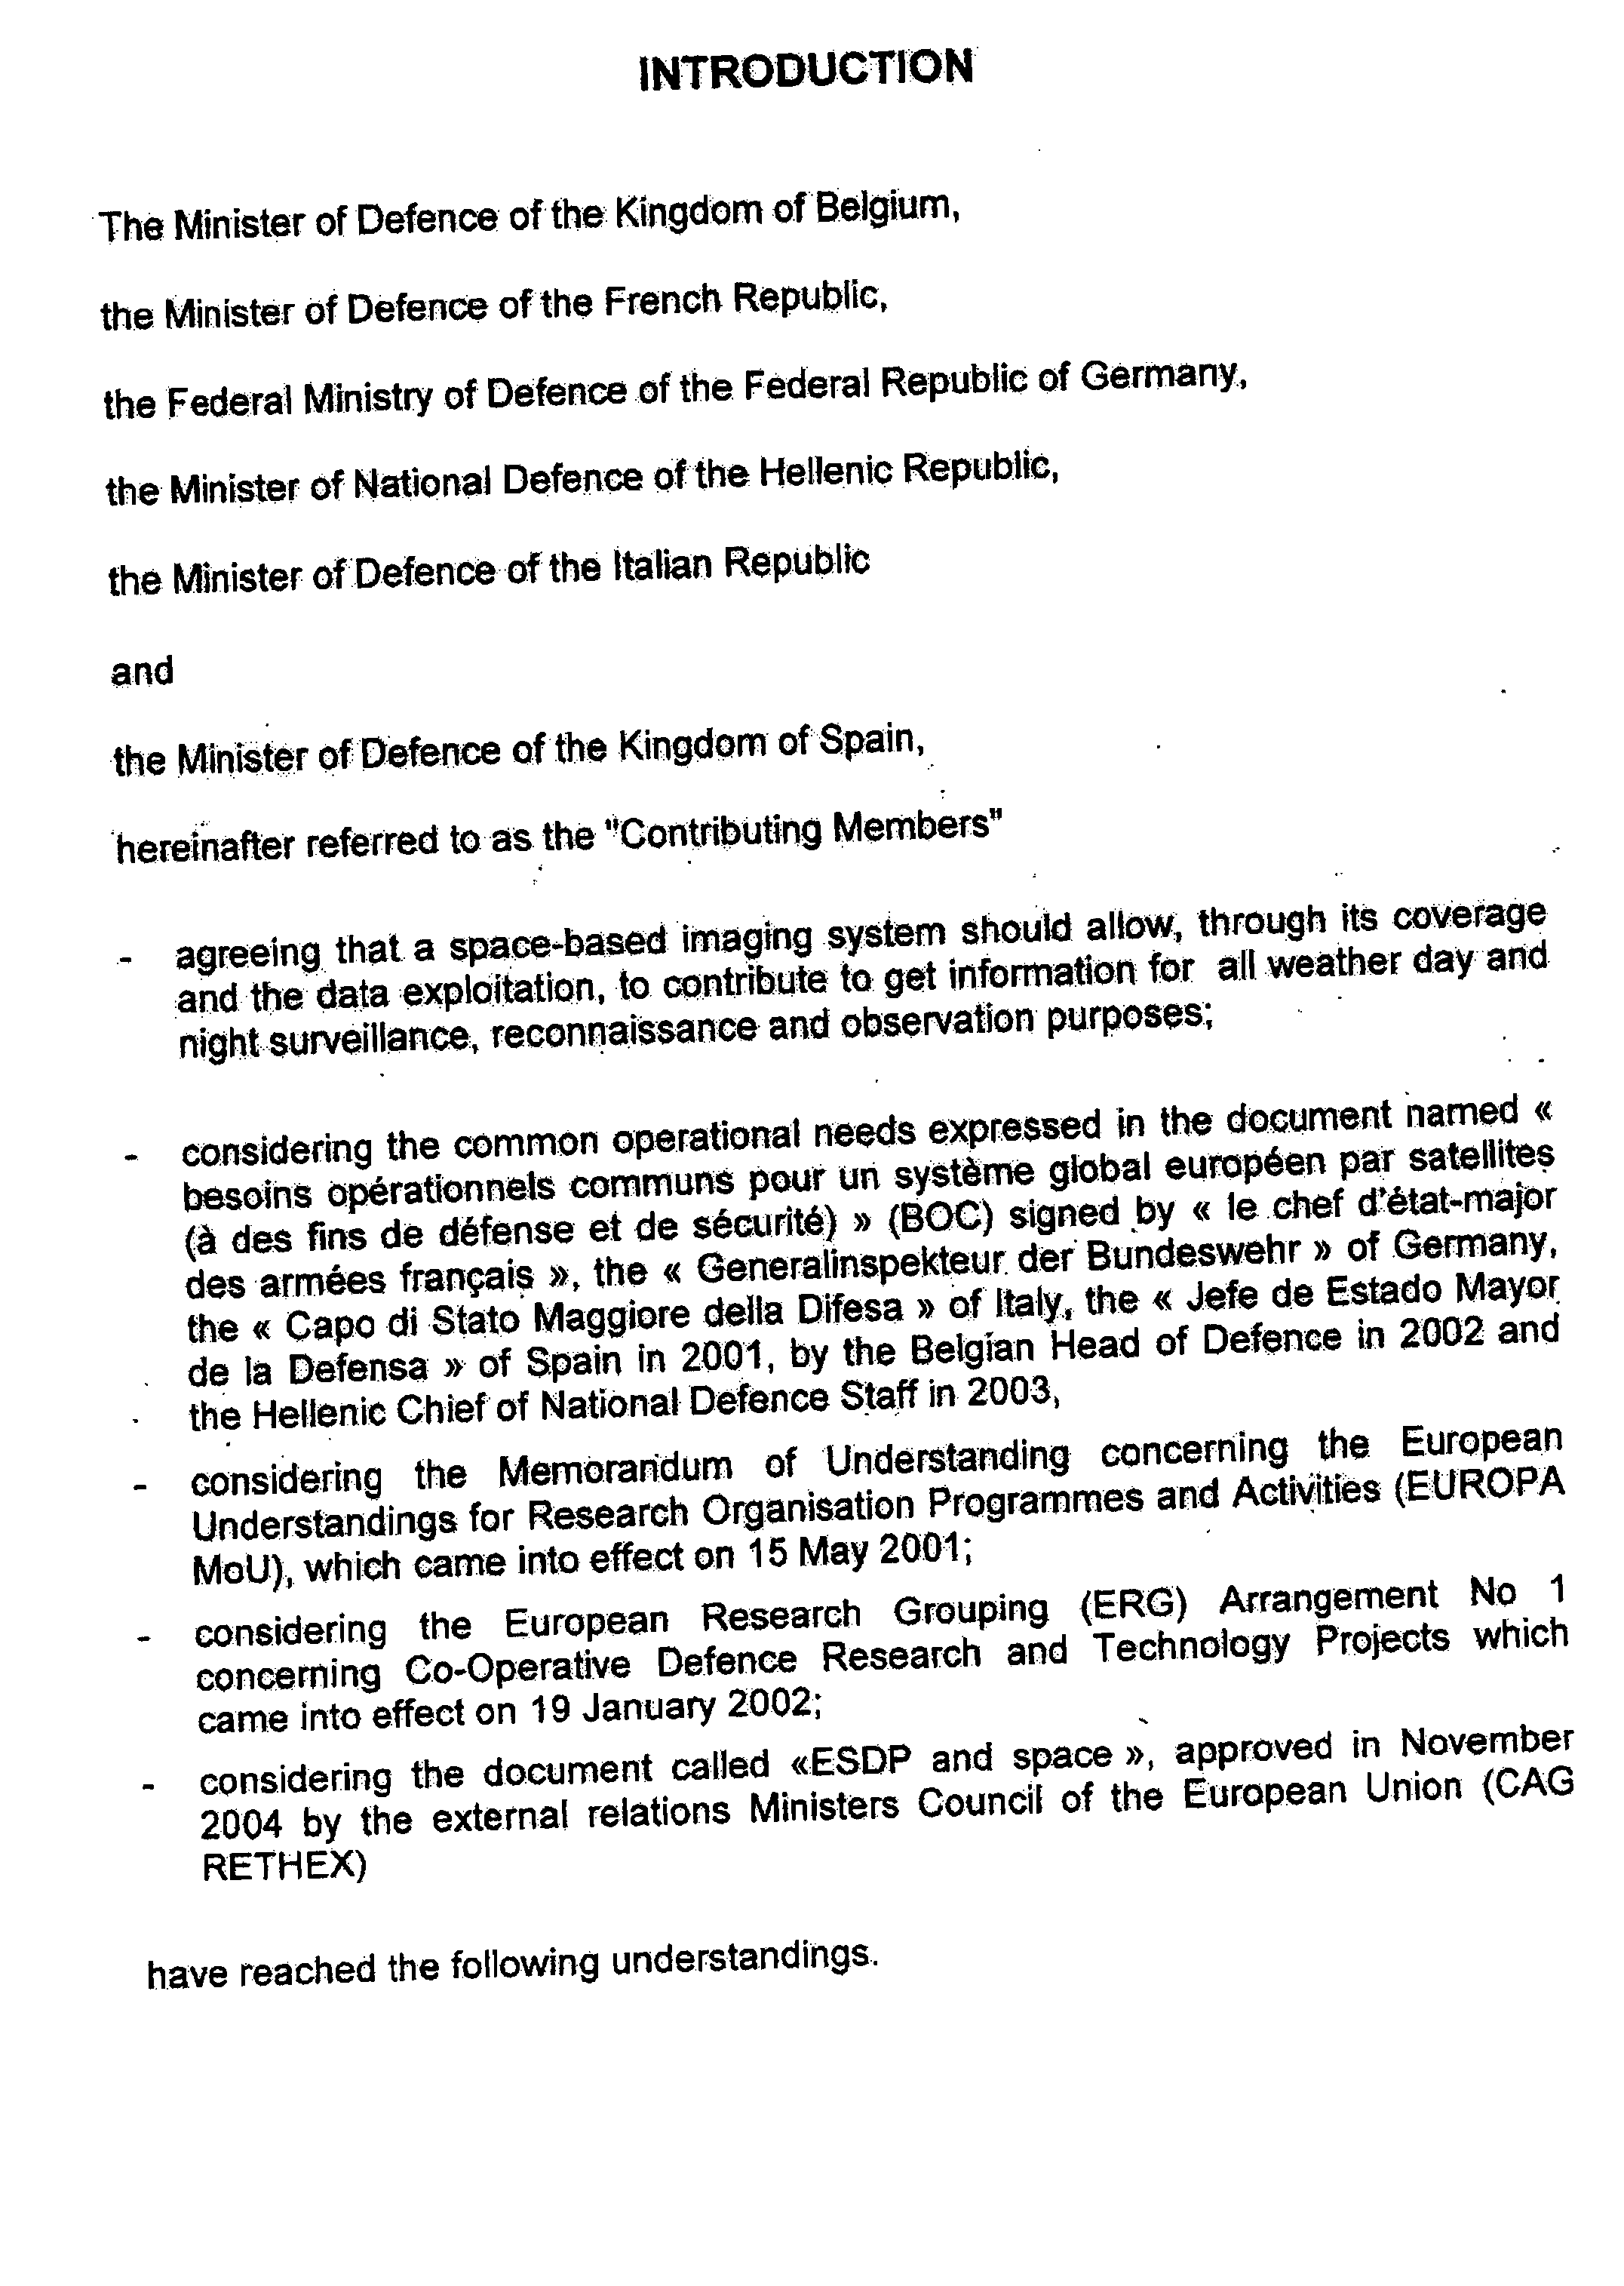 INTRODUCTION
The Minister of Defence of the Kingdom of Belgium,
the Minister of Defence of the French Republic,
the Federal Ministry of Defence of the Federal Republic of Germany,
the Minister of National Defence of the Hellenic Republic,
the Minister of Defence of the Italian Republic
and
the Minister of Defence of the Kingdom of Spain,
hereinafter referred to as the "Contributing Members"
- agreeing that a space-based imaging system should allow, through its coverage
and the data exploitation, to contribute to get information for all weather day and
night surveillance, reconnaissance and observation purposes;
- considering the common operational needs expressed in the document named «
besoins opérationnels communs pour un système global européen par satellites
(à des fins de défense et de sécurité) » (BOC) signed by « le chef d'état-major
des armées français », the « Generalinspekteur der Bundeswehr » of Germany,
the « Capo di Stato Maggiore della Difesa » of Italy, the « Jefe de Estado Mayor
de la Defensa » of Spain in 2001, by the Belgian Head of Defence in 2002 and
the Hellenic Chief of National Defence Staff in 2003,
- considering the Memorandum of Understanding concerning the European
Understandings for Research Organisation Programmes and Activities (EUROPA
MoU), which came into effect on 15 May 2001;
- considering the European Research Grouping (ERG) Arrangement No 1
concerning Co-Operative Defence Research and Technology Projects which
came into effect on 19 January 2002;
- considering the document called «ESDP and space », approved in November
2004 by the external relations Ministers Council of the European Union (CAG
RETHEX)
have reached the following understandings.